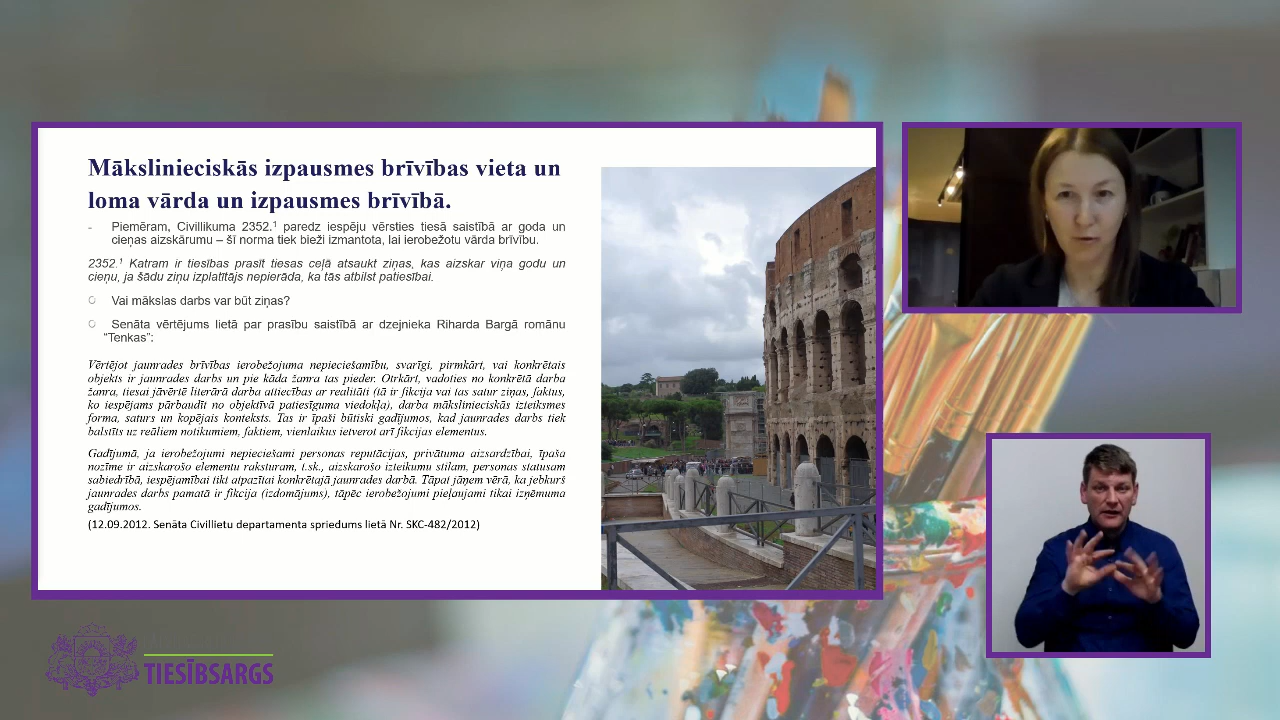 Mākslinieciskās izpausmes brīvības vieta un
loma vārda un izpausmes brīvībā.
- Piemēram, Civillikuma 2352.¹ paredz iespēju vērsties tiesā saistībā ar goda un
cieņas aizskārumu – šī norma tiek bieži izmantota, lai ierobežotu vārda brīvību.
2352.¹ Katram ir tiesības prasīt tiesas ceļā atsaukt ziņas, kas aizskar viņa godu un
cieņu, ja šādu ziņu izplatītājs nepierāda, ka tās atbilst patiesībai.
Vai mākslas darbs var būt ziņas?
Senāta vērtējums lietā par prasību saistībā ar dzejnieka Riharda Bargā romānu
“Tenkas”:
Vērtējot jaunrades brīvības ierobežojuma nepieciešamību, svarīgi, pirmkārt, vai konkrētais
objekts ir jaunrades darbs un pie kāda žanra tas pieder. Otrkārt, vadoties no konkrētā darba
žanra, tiesai jāvērtē literārā darba attiecības ar realitāti (tā ir fikcija vai tas satur ziņas, faktus,
ko iespējams pārbaudīt no objektīvā patiesīguma viedokļa), darba mākslinieciskās izteiksmes
forma, saturs un kopējais konteksts. Tas ir īpaši būtiski gadījumos, kad jaunrades darbs tiek
balstīts uz reāliem notikumiem, faktiem, vienlaikus ietverot arī fikcijas elementus.
Gadījumā, ja ierobežojumi nepieciešami personas reputācijas, privātuma aizsardzībai, īpaša
nozīme ir aizskarošo elementu raksturam, t.sk., aizskarošo izteikumu stilam, personas statusam
sabiedrībā, iespējamībai tikt atpazītai konkrētajā jaunrades darbā. Tāpat jāņem vērā, ka jebkurš
jaunrades darbs pamatā ir fikcija (izdomājums), tāpēc ierobežojumi pieļaujami tikai izņēmuma
gadījumos.
(12.09.2012. Senāta Civillietu departamenta spriedums lietā Nr. SKC-482/2012)
TIESĪBSARGS